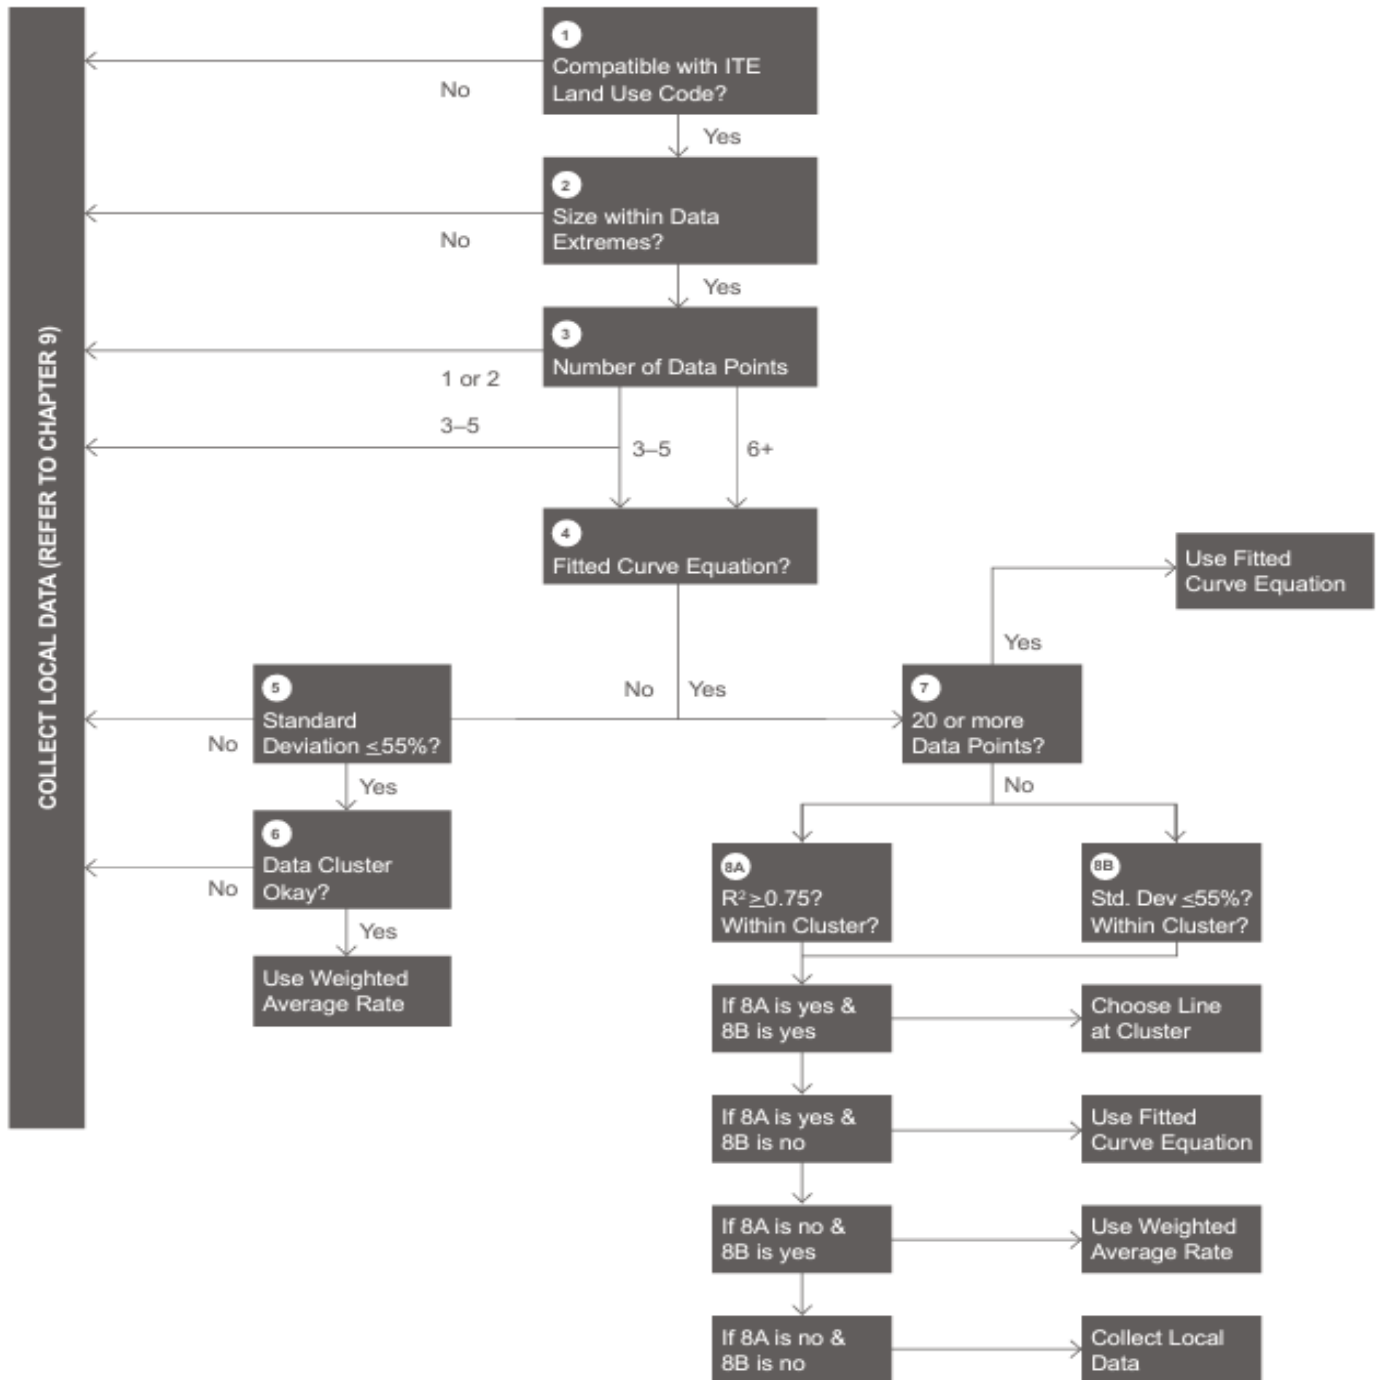 COLLECT LOCAL DATA (REFER TO CHAPTER 9)
1
Compatible with ITE
Land Use Code?
No
Yes
2
Size within Data
Extremes?
No
Yes
3
Number of Data Points
1 or 2
3–5
3–5
6+
4
Fitted Curve Equation?
No
Yes
5
Standard
Deviation ≤55%?
No
Yes
6
Data Cluster
Okay?
No
Yes
Use Weighted
Average Rate
7
20 or more
Data Points?
Yes
Use Fitted
Curve Equation
No
8A
R² ≥0.75?
Within Cluster?
8B
Std. Dev ≤55%?
Within Cluster?
If 8A is yes &
8B is yes
Choose Line
at Cluster
If 8A is yes &
8B is no
Use Fitted
Curve Equation
If 8A is no &
8B is yes
Use Weighted
Average Rate
If 8A is no &
8B is no
Collect Local
Data